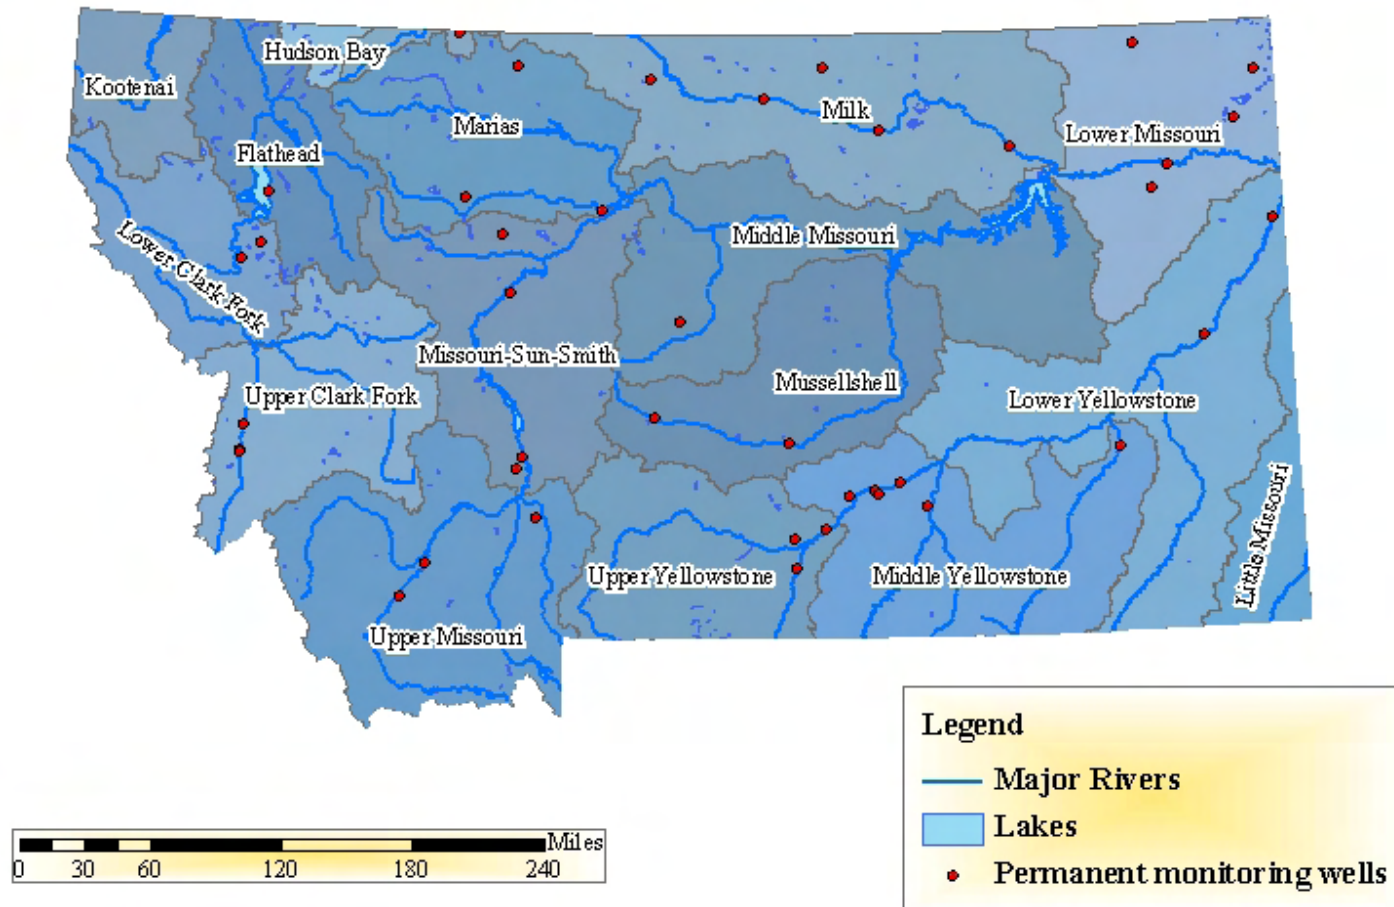 Hudson Bay
Kootenai
Marias
Milk
Lower Missouri
Flathead
Lower Clark Fork
Middle Missouri
Missouri-Sun-Smith
Mussellshell
Upper Clark Fork
Lower Yellowstone
Little Missouri
Upper Yellowstone
Middle Yellowstone
Upper Missouri
Legend
Major Rivers
Lakes
Permanent monitoring wells
Miles
0 30 60 120 180 240